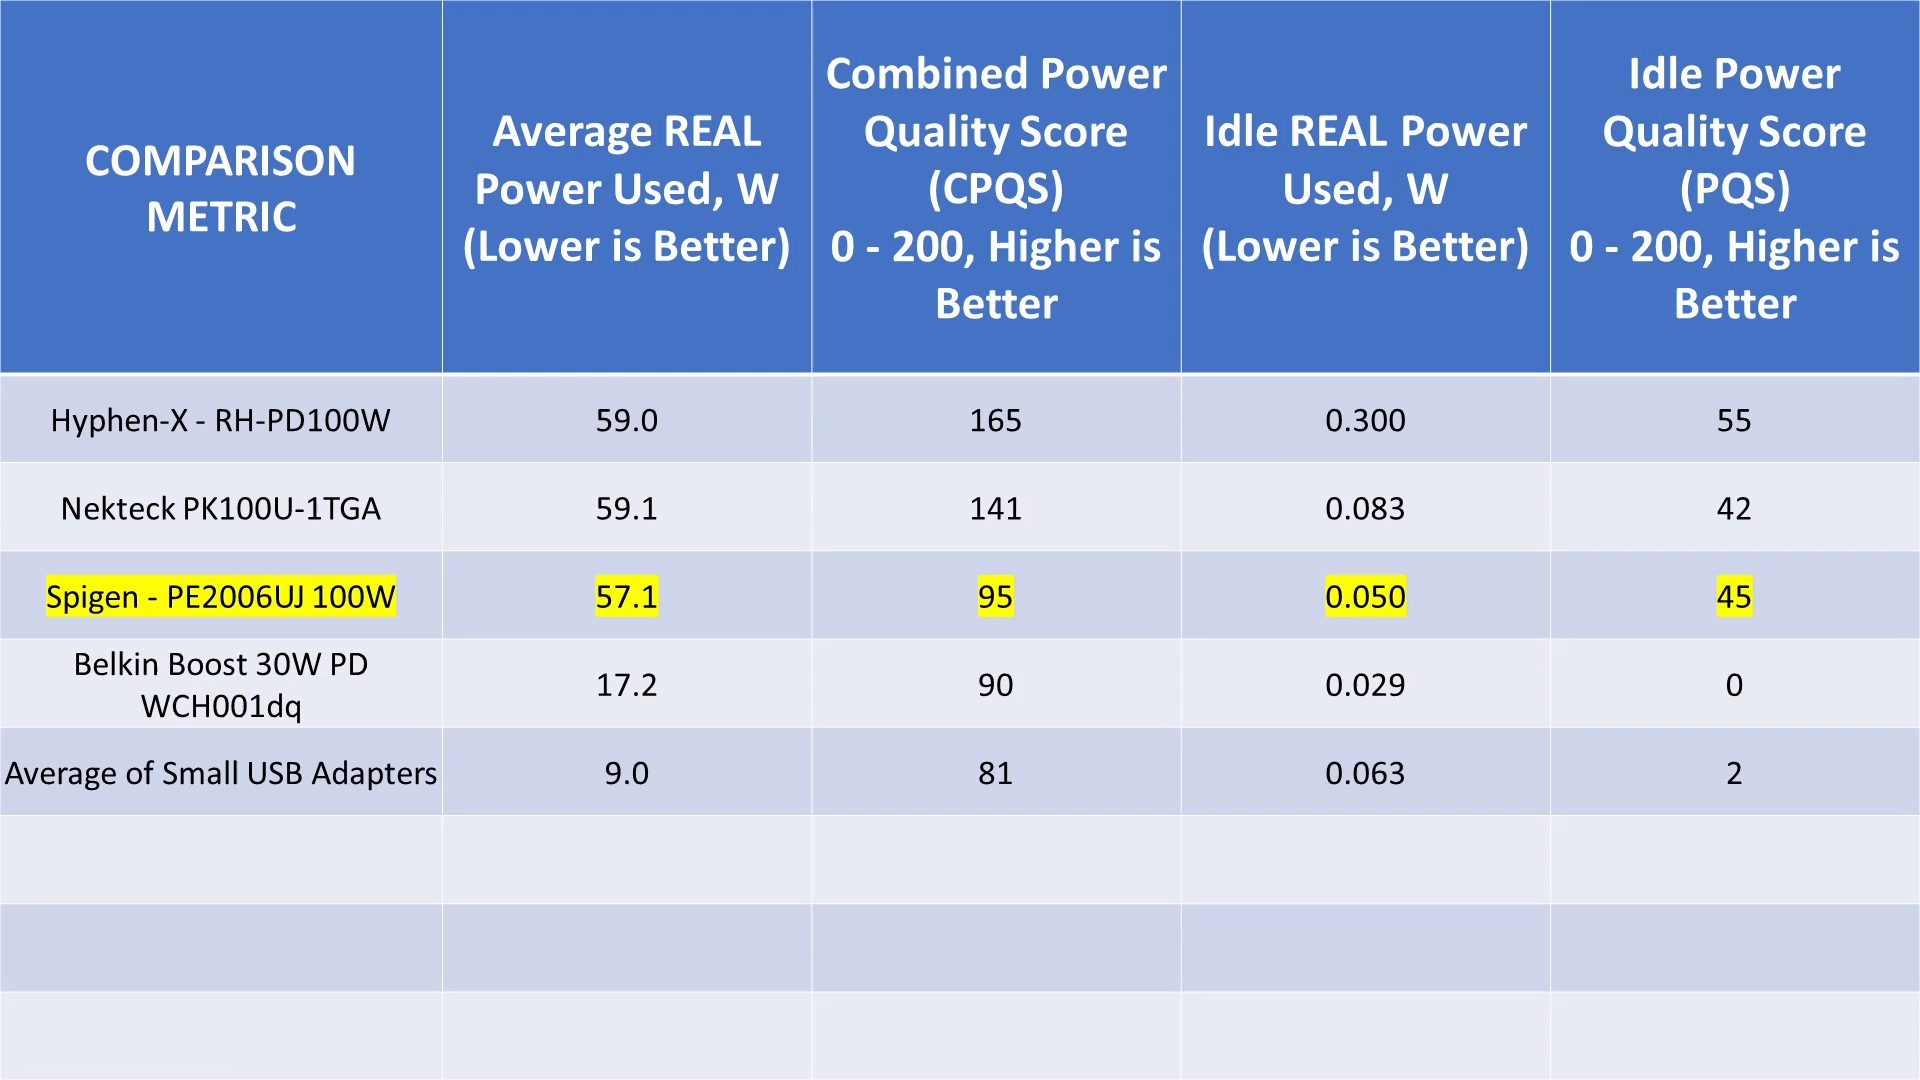 COMPARISON
METRIC
Average REAL
Power Used, W
(Lower is Better)
Combined Power
Quality Score
(CPQS)
0 - 200, Higher is
Better
Idle REAL Power
Used, W
(Lower is Better)
Idle Power
Quality Score
(PQS)
0 - 200, Higher is
Better
Hyphen-X - RH-PD100W 59.0 165 0.300 55
Nekteck PK100U-1TGA 59.1 141 0.083 42
Spigen - PE2006UJ 100W 57.1 95 0.050 45
Belkin Boost 30W PD
WCH001dq 17.2 90 0.029 0
Average of Small USB Adapters 9.0 81 0.063 2